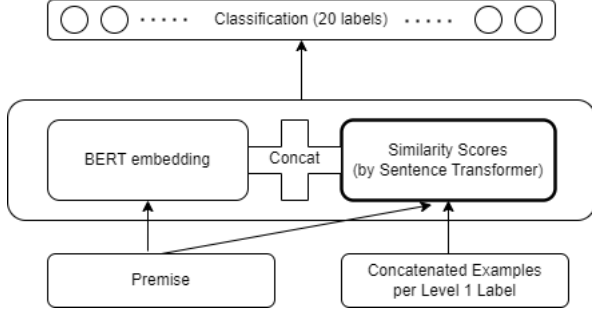 Classification (20 labels)
BERT embedding
Concat
Similarity Scores
(by Sentence Transformer)
Premise
Concatenated Examples
per Level 1 Label